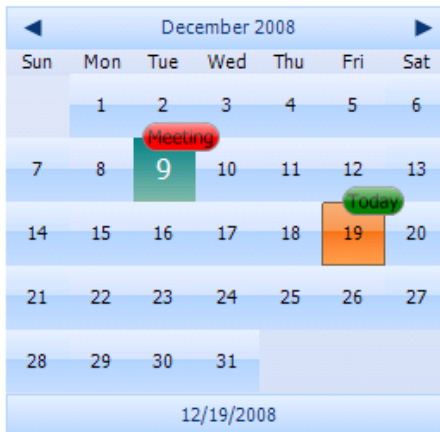 December 2008
Sun Mon Tue Wed Thu Fri Sat
1 2 3 4 5 6
Meeting
7 8 9 10 11 12 13
Today
14 15 16 17 18 19 20
21 22 23 24 25 26 27
28 29 30 31
12/19/2008